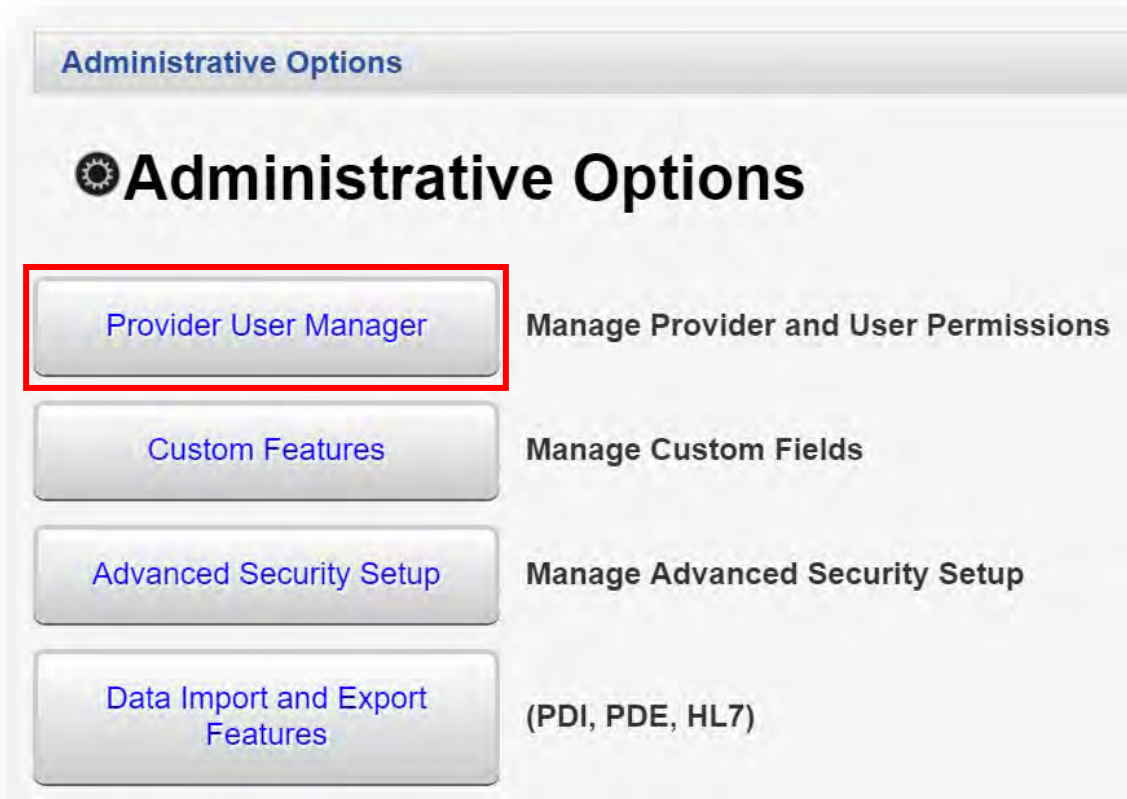 Administrative Options
Administrative Options
Provider User Manager
Manage Provider and User Permissions
Custom Features
Manage Custom Fields
Advanced Security Setup
Manage Advanced Security Setup
Data Import and Export
Features
(PDI, PDE, HL7)